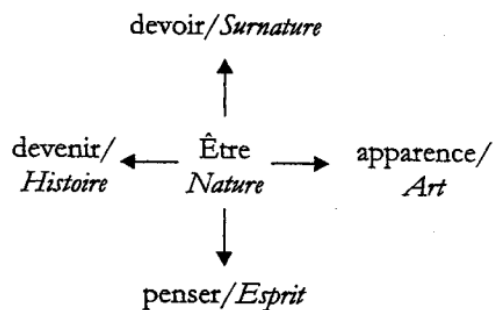 devoir/Surnature
devenir/ Être apparence/
Histoire Nature Art
penser/Esprit